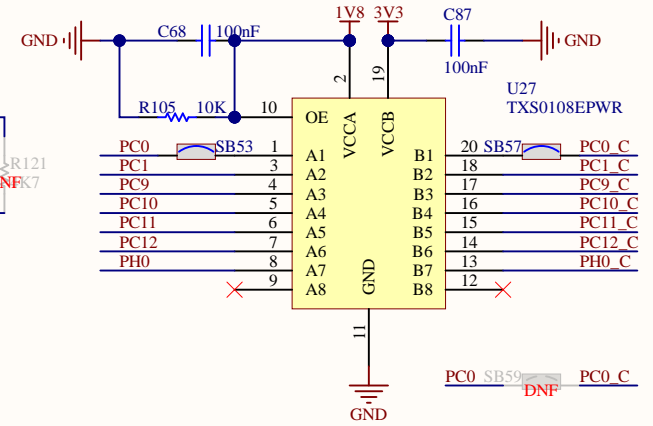 1V8 3V3 C87
GND C68 100nF GND
100nF
U27
TXS0108EPWR
R105 10K 10 OE
2 VCCA
19 VCCB
PC0 SB53 1 A1 B1 20 SB57 PC0_C
R121 PC1 3 A2 B2 18 PC1_C
DNF K7 PC9 4 A3 B3 17 PC9_C
PC10 5 A4 B4 16 PC10_C
PC11 6 A5 B5 15 PC11_C
PC12 7 A6 B6 14 PC12_C
PH0 8 A7 B7 13 PH0_C
9 A8 B8 12
GND
11
PC0 SB59 DNF PC0_C
GND